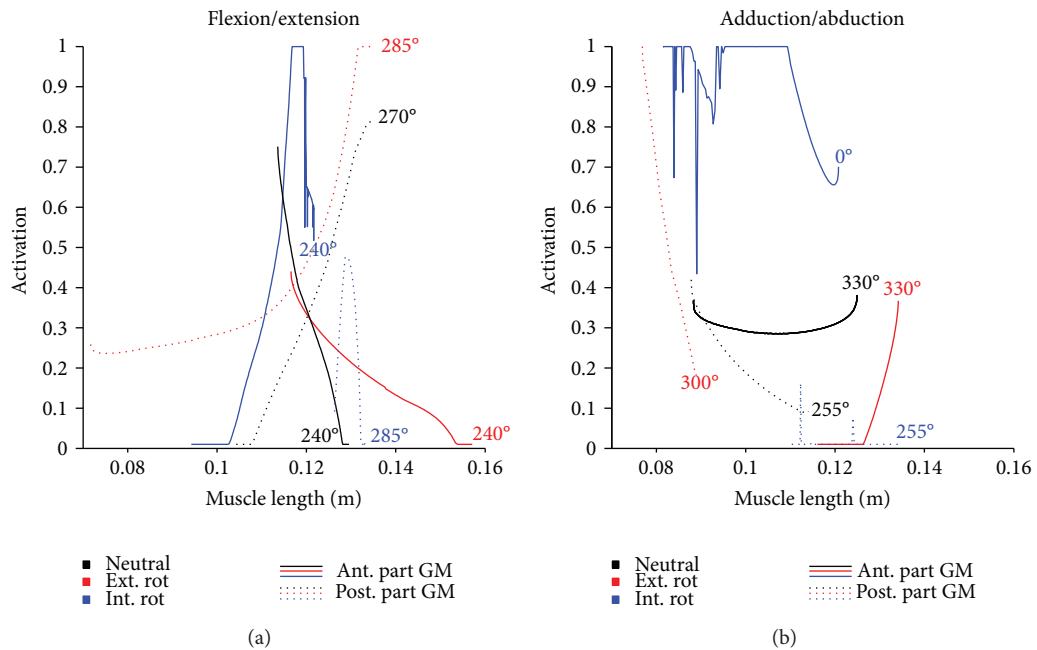 Flexion/extension
Activation
1
0.9
0.8
0.7
0.6
0.5
0.4
0.3
0.2
0.1
0
0.08
0.1
0.12
0.14
0.16
Muscle length (m)
285°
270°
240°
240°
285°
240°
Neutral
Ext. rot
Int. rot
Ant. part GM
Post. part GM
(a)
Adduction/abduction
Activation
1
0.9
0.8
0.7
0.6
0.5
0.4
0.3
0.2
0.1
0
0.08
0.1
0.12
0.14
0.16
Muscle length (m)
0°
330°
330°
300°
255°
255°
Neutral
Ext. rot
Int. rot
Ant. part GM
Post. part GM
(b)